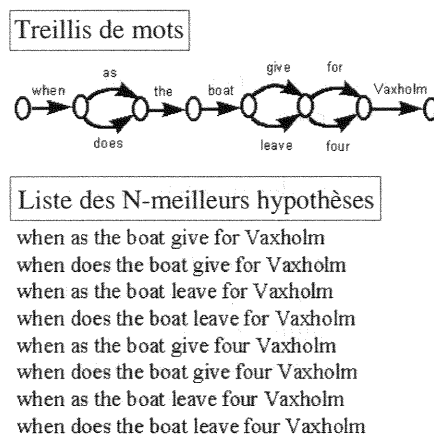 Treillis de mots
when as does the boat give leave for four Vaxholm
Liste des N-meilleurs hypothèses
when as the boat give for Vaxholm
when does the boat give for Vaxholm
when as the boat leave for Vaxholm
when does the boat leave for Vaxholm
when as the boat give four Vaxholm
when does the boat give four Vaxholm
when as the boat leave four Vaxholm
when does the boat leave four Vaxholm